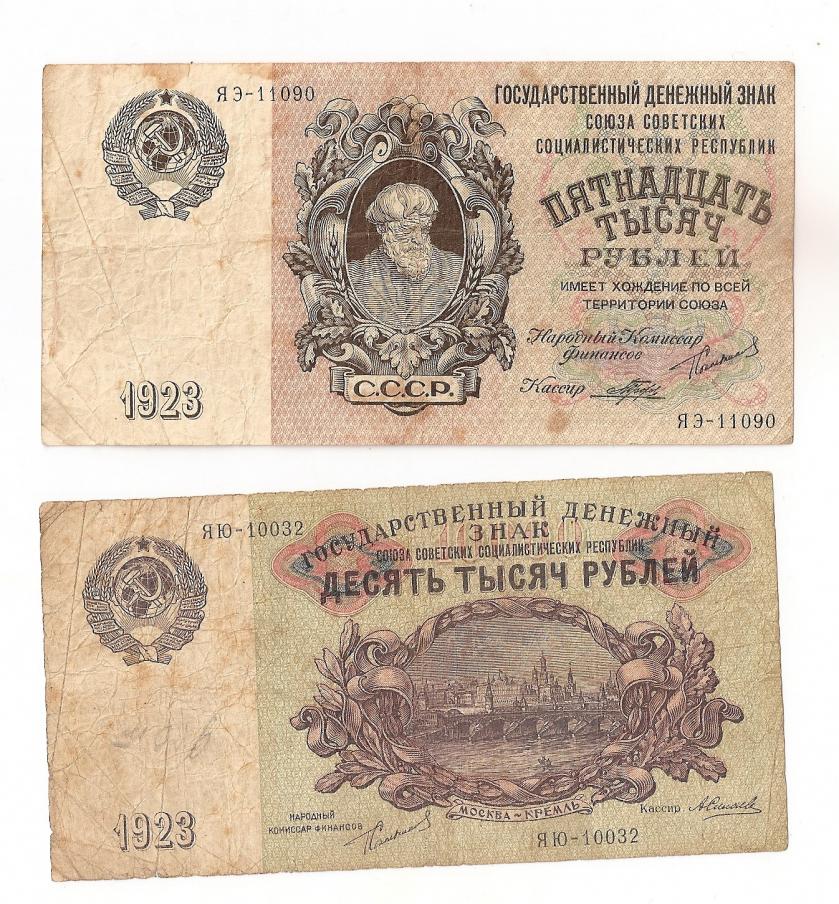 ЯЭ-11090
ГОСУДАРСТВЕННЫЙ ДЕНЕЖНЫЙ ЗНАК
СОЮЗА СОВЕТСКИХ
СОЦИАЛИСТИЧЕСКИХ РЕСПУБЛИК
ПЯТНАДЦАТЬ
ТЫСЯЧ
РУБЛЕЙ
ИМЕЕТ ХОЖДЕНИЕ ПО ВСЕЙ
ТЕРРИТОРИИ СОЮЗА
Народный Комиссар
финансов
Кассир
С.С.С.Р.
1923
ЯЭ-11090
ЯЮ-10032
ГОСУДАРСТВЕННЫЙ ДЕНЕЖНЫЙ
ЗНАК
СОЮЗА СОВЕТСКИХ СОЦИАЛИСТИЧЕСКИХ РЕСПУБЛИК
ДЕСЯТЬ ТЫСЯЧ РУБЛЕЙ
МОСКВА~КРЕМЛЬ
НАРОДНЫЙ
КОМИССАР ФИНАНСОВ
Кассир
1923
ЯЮ-10032